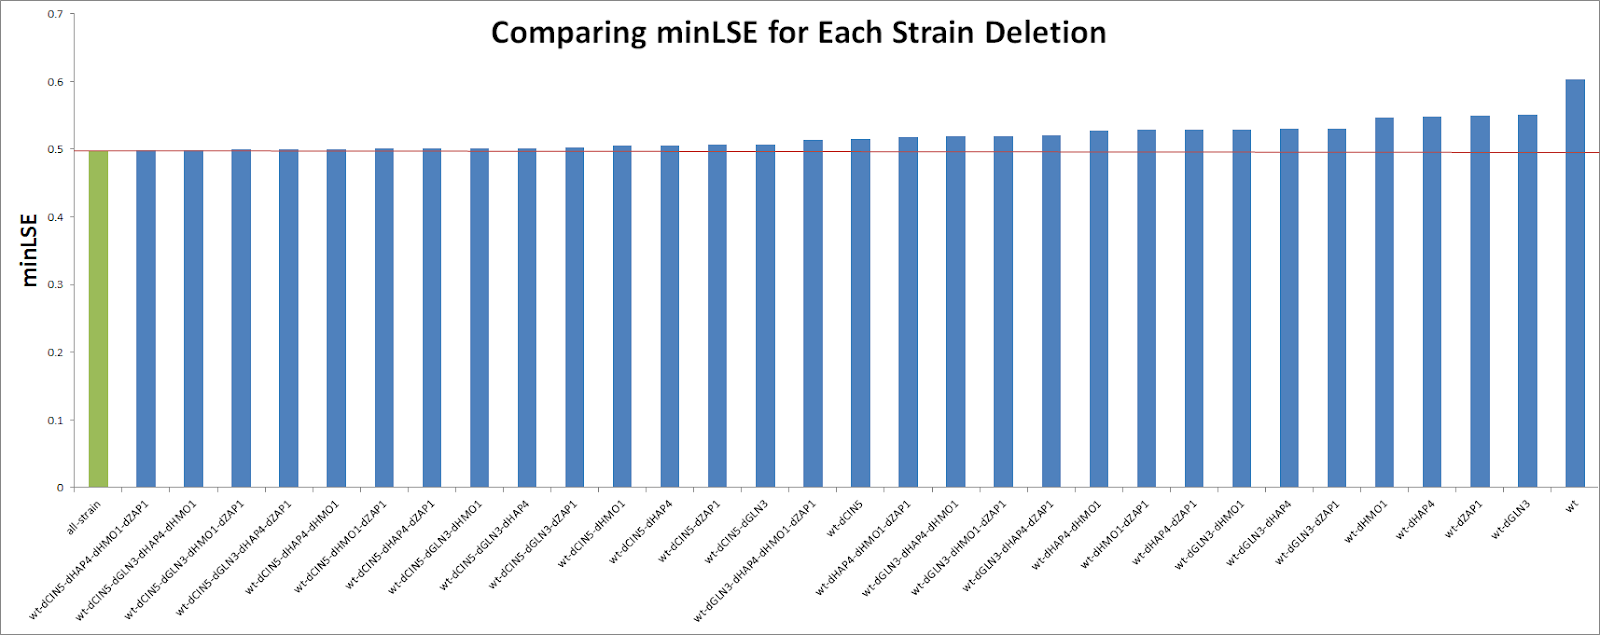 Comparing minLSE for Each Strain Deletion
minLSE
0.7
0.6
0.5
0.4
0.3
0.2
0.1
0
all-strain
wt-dCIN5-dHAP4-dHMO1-dZAP1
wt-dCIN5-dGLN3-dHAP4-dHMO1
wt-dCIN5-dGLN3-dHMO1-dZAP1
wt-dCIN5-dGLN3-dHAP4-dZAP1
wt-dCIN5-dHAP4-dHMO1
wt-dCIN5-dHMO1-dZAP1
wt-dCIN5-dHAP4-dZAP1
wt-dCIN5-dGLN3-dHMO1
wt-dCIN5-dGLN3-dHAP4
wt-dCIN5-dGLN3-dZAP1
wt-dCIN5-dHMO1
wt-dCIN5-dHAP4
wt-dCIN5-dZAP1
wt-dCIN5-dGLN3
wt-dGLN3-dHAP4-dHMO1-dZAP1
wt-dCIN5
wt-dHAP4-dHMO1-dZAP1
wt-dGLN3-dHAP4-dHMO1
wt-dGLN3-dHMO1-dZAP1
wt-dGLN3-dHAP4-dZAP1
wt-dHAP4-dHMO1
wt-dHMO1-dZAP1
wt-dHAP4-dZAP1
wt-dGLN3-dHMO1
wt-dGLN3-dHAP4
wt-dGLN3-dZAP1
wt-dHMO1
wt-dHAP4
wt-dZAP1
wt-dGLN3
wt